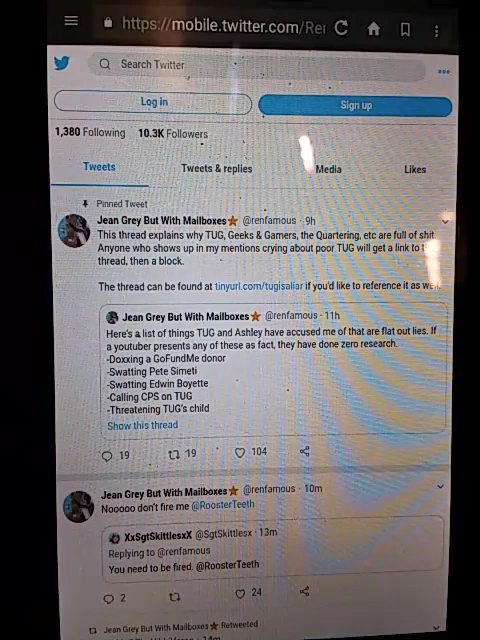 https://mobile.twitter.com/Rei
Search Twitter
Log in
Sign up
1,380 Following 10.3K Followers
Tweets Tweets & replies Media Likes
Pinned Tweet
Jean Grey But With Mailboxes @renfamous · 9h
This thread explains why TUG, Geeks & Gamers, the Quartering, etc are full of shit.
Anyone who shows up in my mentions crying about poor TUG will get a link to
thread, then a block.
The thread can be found at tinyurl.com/tugisaliar if you'd like to reference it as well.
Jean Grey But With Mailboxes @renfamous · 11h
Here's a list of things TUG and Ashley have accused me of that are flat out lies. If
a youtuber presents any of these as fact, they have done zero research.
-Doxxing a GoFundMe donor
-Swatting Pete Simeti
-Swatting Edwin Boyette
-Calling CPS on TUG
-Threatening TUG's child
Show this thread
19 19 104
Jean Grey But With Mailboxes @renfamous · 10m
Nooooo don't fire me @RoosterTeeth
XxSgtSkittlesxX @SgtSkittlesx · 13m
Replying to @renfamous
You need to be fired. @RoosterTeeth
2 24
Jean Grey But With Mailboxes Retweeted
14m